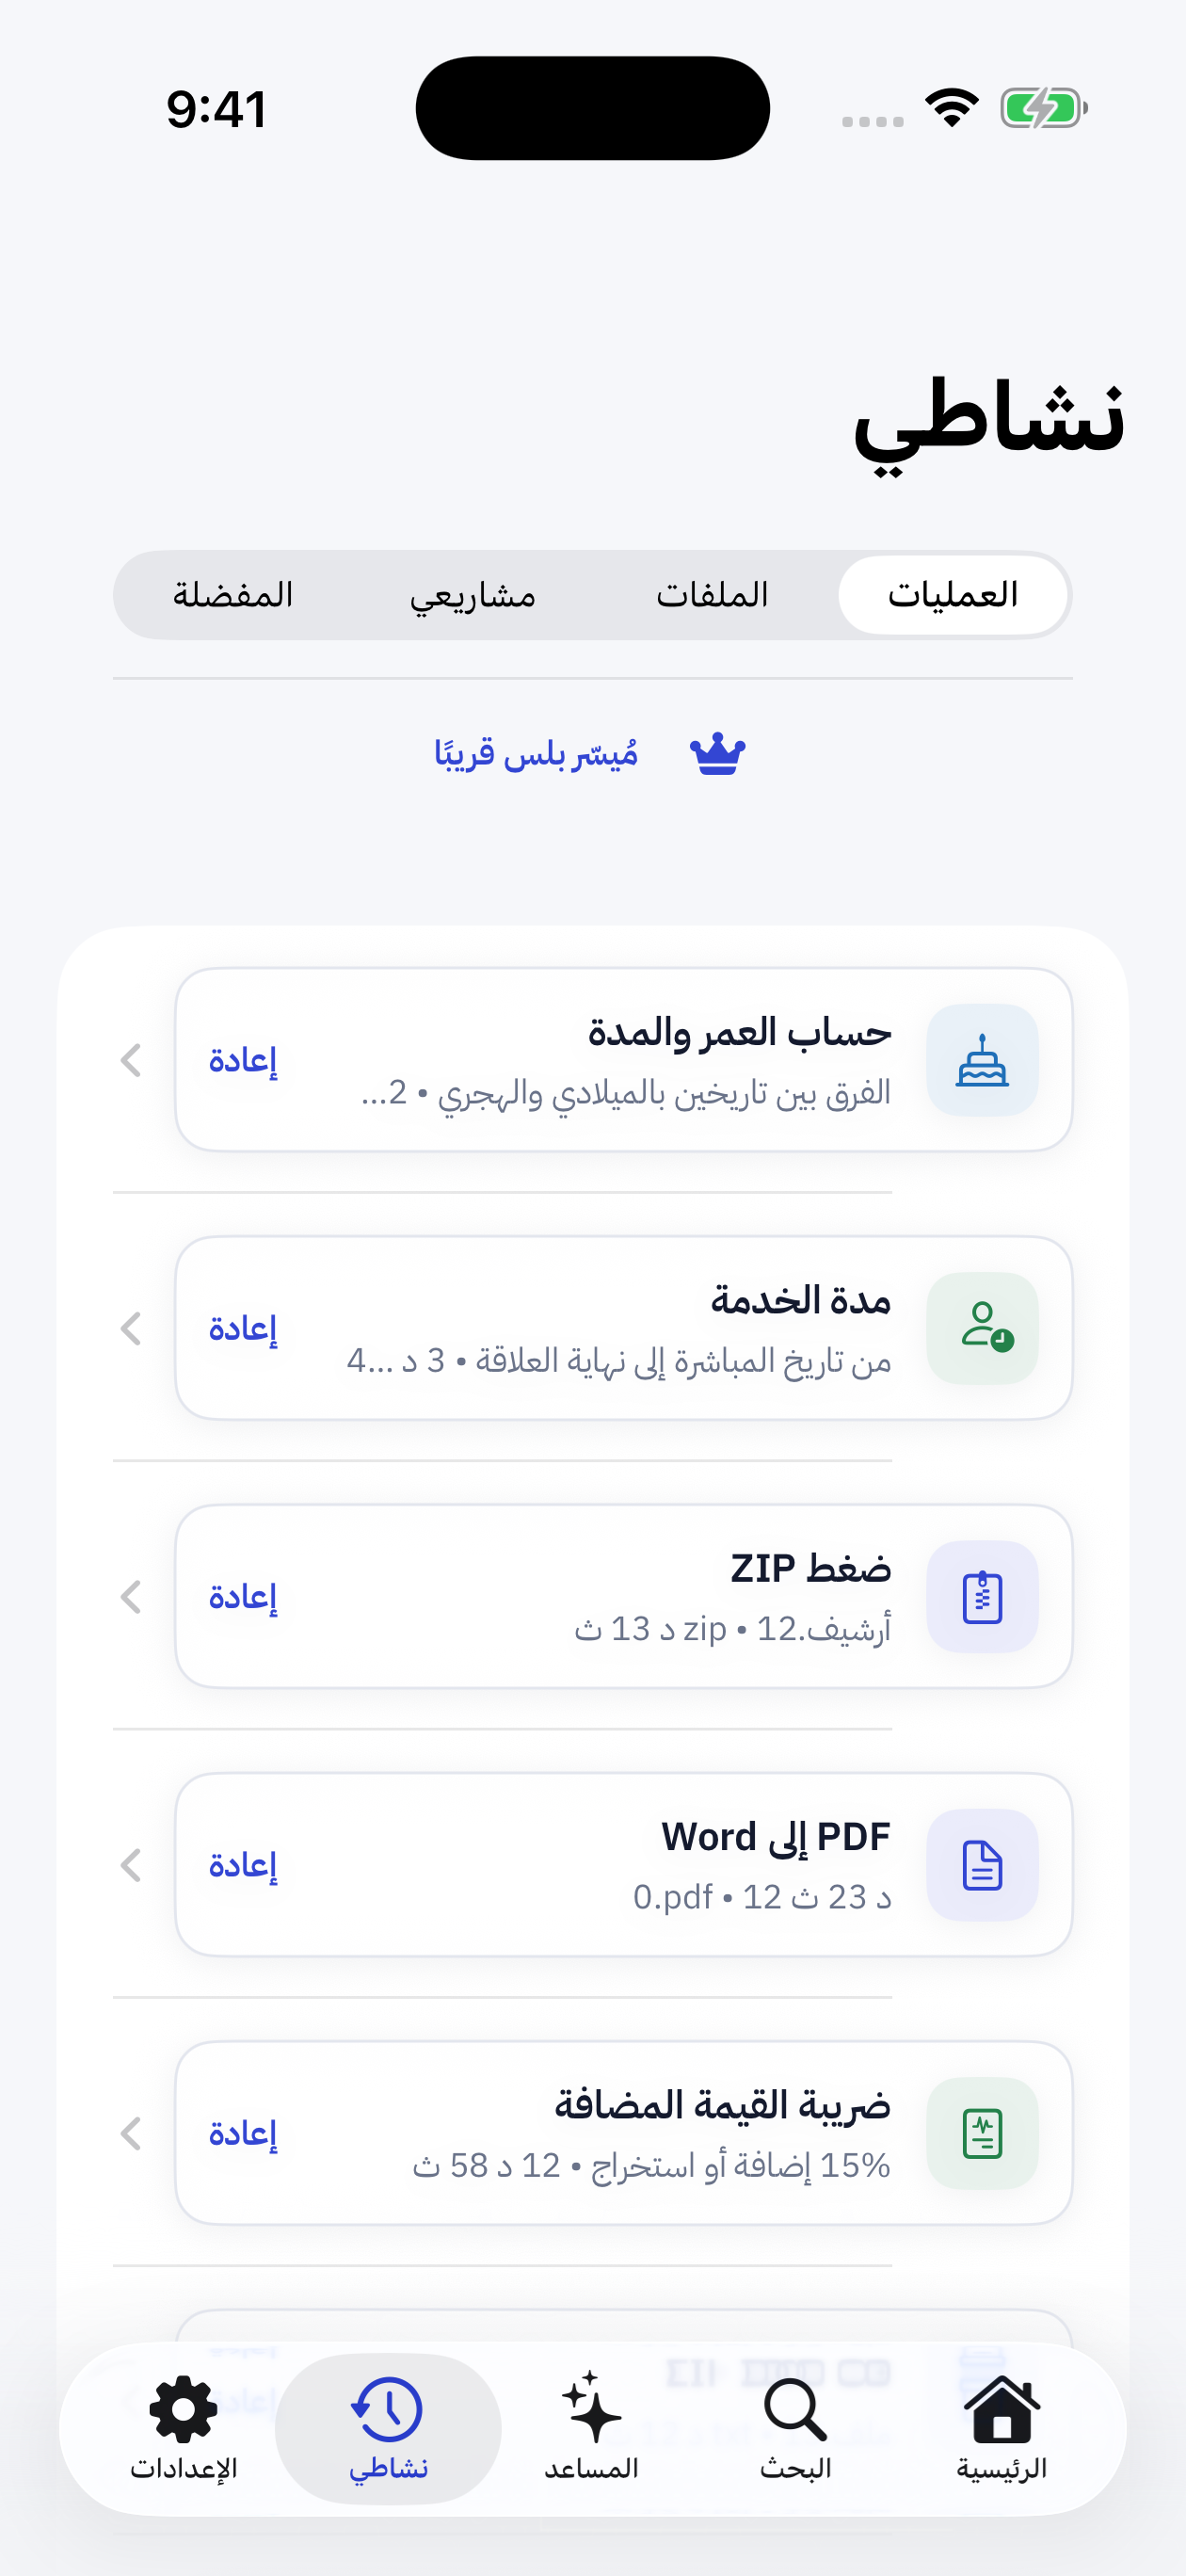 9:41
نشاطي
العمليات
الملفات
مشاريعي
المفضلة
مُيسّر بلس قريبًا
حساب العمر والمدة
الفرق بين تاريخين بالميلادي والهجري • 2...
إعادة
مدة الخدمة
من تاريخ المباشرة إلى نهاية العلاقة • 3 د ...4
إعادة
ضغط ZIP
أرشيف.zip • 12 د 13 ث
إعادة
PDF إلى Word
0.pdf • 12 د 23 ث
إعادة
ضريبة القيمة المضافة
15% إضافة أو استخراج • 12 د 58 ث
إعادة
الرئيسية
البحث
المساعد
نشاطي
الإعدادات